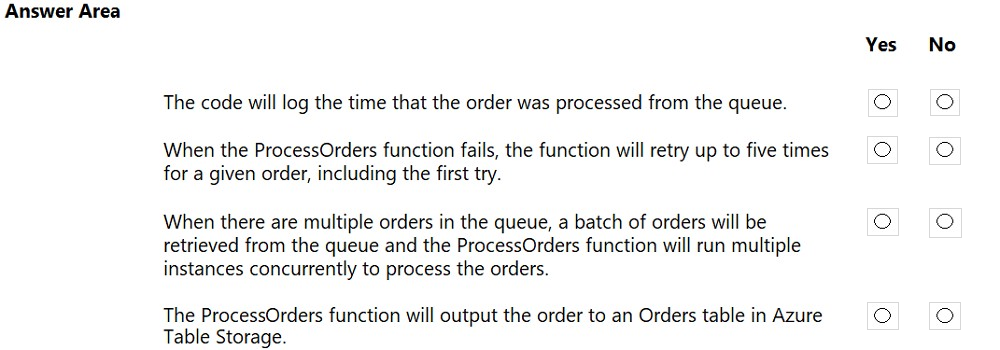 Answer Area
Yes No
The code will log the time that the order was processed from the queue.
When the ProcessOrders function fails, the function will retry up to five times
for a given order, including the first try.
When there are multiple orders in the queue, a batch of orders will be
retrieved from the queue and the ProcessOrders function will run multiple
instances concurrently to process the orders.
The ProcessOrders function will output the order to an Orders table in Azure
Table Storage.